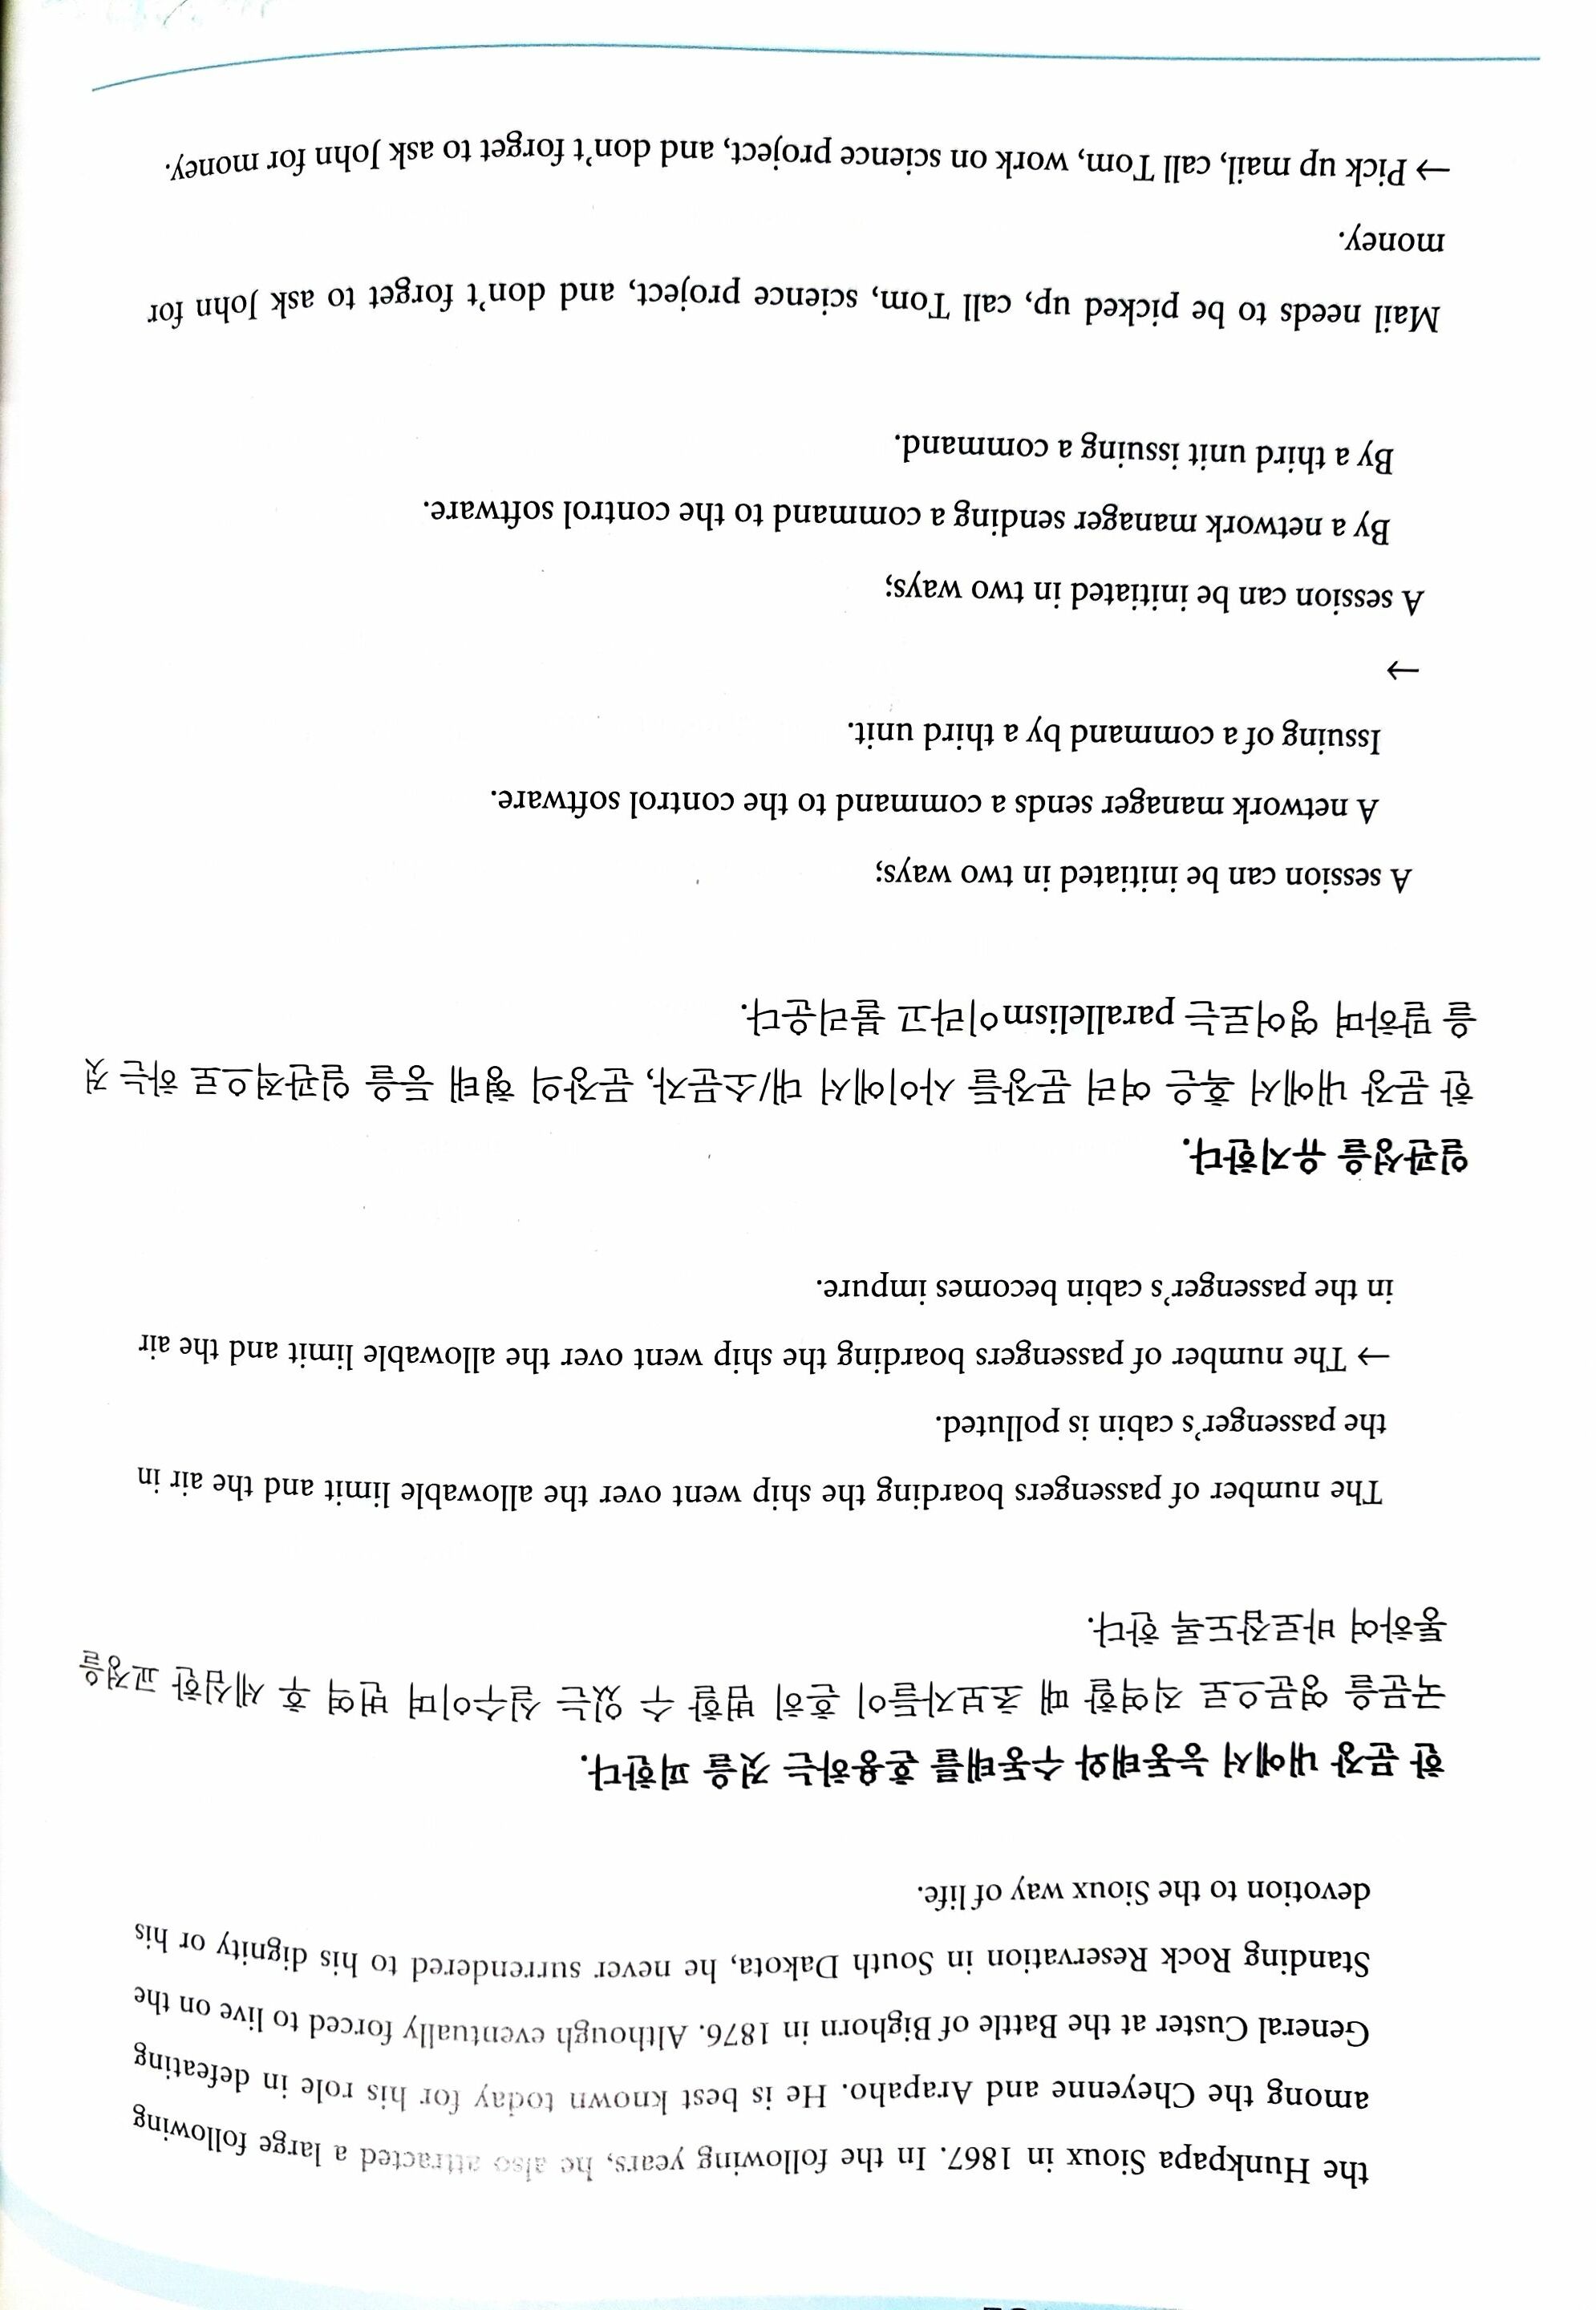 the Hunkpapa Sioux in 1867. In the following years, he also attracted a large following
among the Cheyenne and Arapaho. He is best known today for his role in defeating
General Custer at the Battle of Bighorn in 1876. Although eventually forced to live on the
Standing Rock Reservation in South Dakota, he never surrendered to his dignity or his
devotion to the Sioux way of life.
한 문장 내에서 능동태와 수동태를 혼용하는 것을 피한다.
국문을 영문으로 직역할 때 초보자들이 흔히 범할 수 있는 실수이며 번역 후 세심한 교정을
통하여 바로잡도록 한다.
The number of passengers boarding the ship went over the allowable limit and the air in
the passenger's cabin is polluted.
→ The number of passengers boarding the ship went over the allowable limit and the air
in the passenger's cabin becomes impure.
일관성을 유지한다.
한 문장 내에서 혹은 여러 문장들 사이에서 대/소문자, 문장의 형태 등을 일관적으로 하는 것
을 말하며 영어로는 parallelism이라고 불리운다.
A session can be initiated in two ways;
A network manager sends a command to the control software.
Issuing of a command by a third unit.
→
A session can be initiated in two ways;
By a network manager sending a command to the control software.
By a third unit issuing a command.
Mail needs to be picked up, call Tom, science project, and don't forget to ask John for
money.
→ Pick up mail, call Tom, work on science project, and don't forget to ask John for money.